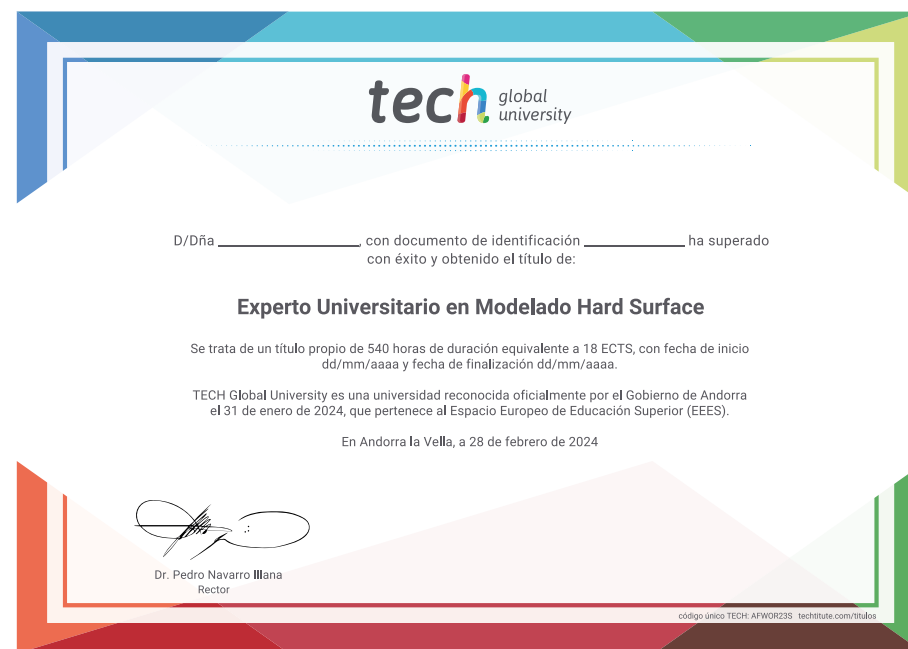 tech global university
D/Dña ____________, con documento de identificación ____________ ha superado
con éxito y obtenido el título de:
Experto Universitario en Modelado Hard Surface
Se trata de un título propio de 540 horas de duración equivalente a 18 ECTS, con fecha de inicio
dd/mm/aaaa y fecha de finalización dd/mm/aaaa.
TECH Global University es una universidad reconocida oficialmente por el Gobierno de Andorra
el 31 de enero de 2024, que pertenece al Espacio Europeo de Educación Superior (EEES).
En Andorra la Vella, a 28 de febrero de 2024
Dr. Pedro Navarro Illana
Rector
código único TECH: AFWOR23S techtitute.com/titulos